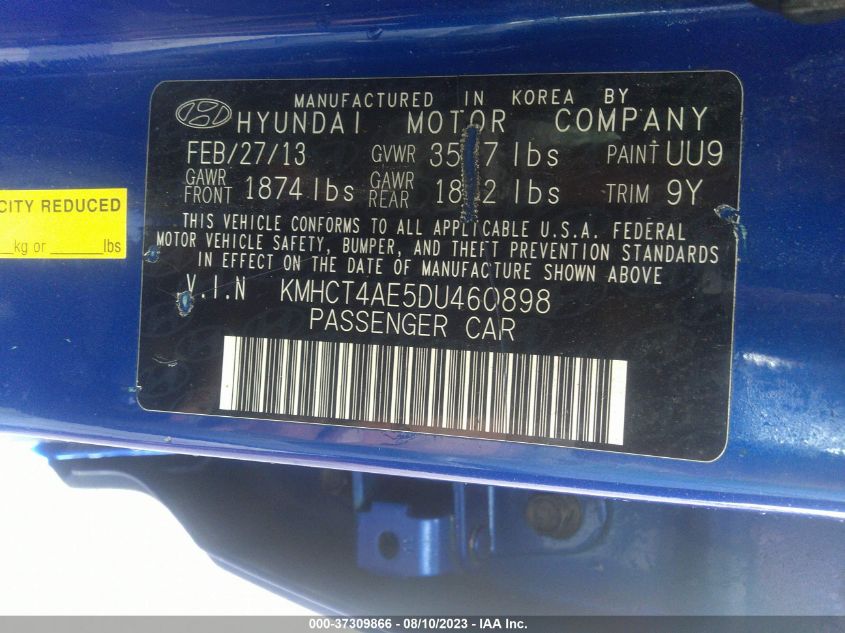 MANUFACTURED IN KOREA BY
HYUNDAI MOTOR COMPANY
FEB/27/13 GVWR lbs PAINT UU9
GAWR FRONT 1874 lbs GAWR REAR lbs TRIM 9Y
THIS VEHICLE CONFORMS TO ALL APPLICABLE U.S.A. FEDERAL
MOTOR VEHICLE SAFETY, BUMPER, AND THEFT PREVENTION STANDARDS
IN EFFECT ON THE DATE OF MANUFACTURE SHOWN ABOVE
V.I.N KMHCT4AE5DU460898
PASSENGER CAR
CITY REDUCED
kg or ______lbs
000-37309866 - 08/10/2023 - IAA Inc.